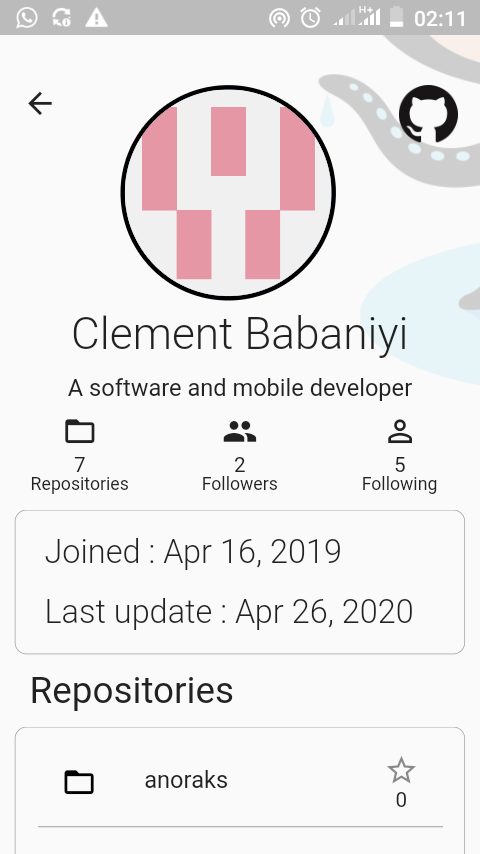 H+ 02:11
Clement Babaniyi
A software and mobile developer
7 2 5
Repositories Followers Following
Joined : Apr 16, 2019
Last update : Apr 26, 2020
Repositories
anoraks
0